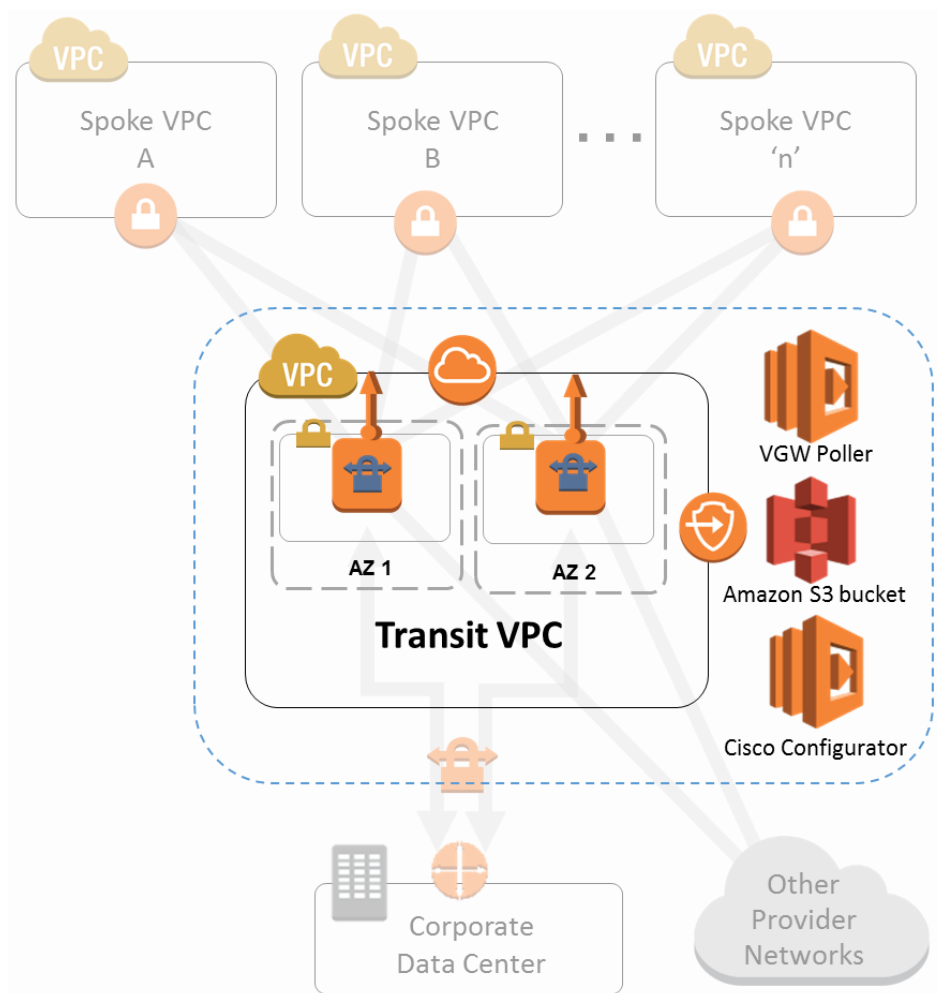 VPC
VPC
VPC
Spoke VPC
A
Spoke VPC
B
...
Spoke VPC
‘n’
VPC
AZ 1
AZ 2
Transit VPC
VGW Poller
Amazon S3 bucket
Cisco Configurator
Corporate
Data Center
Other
Provider
Networks